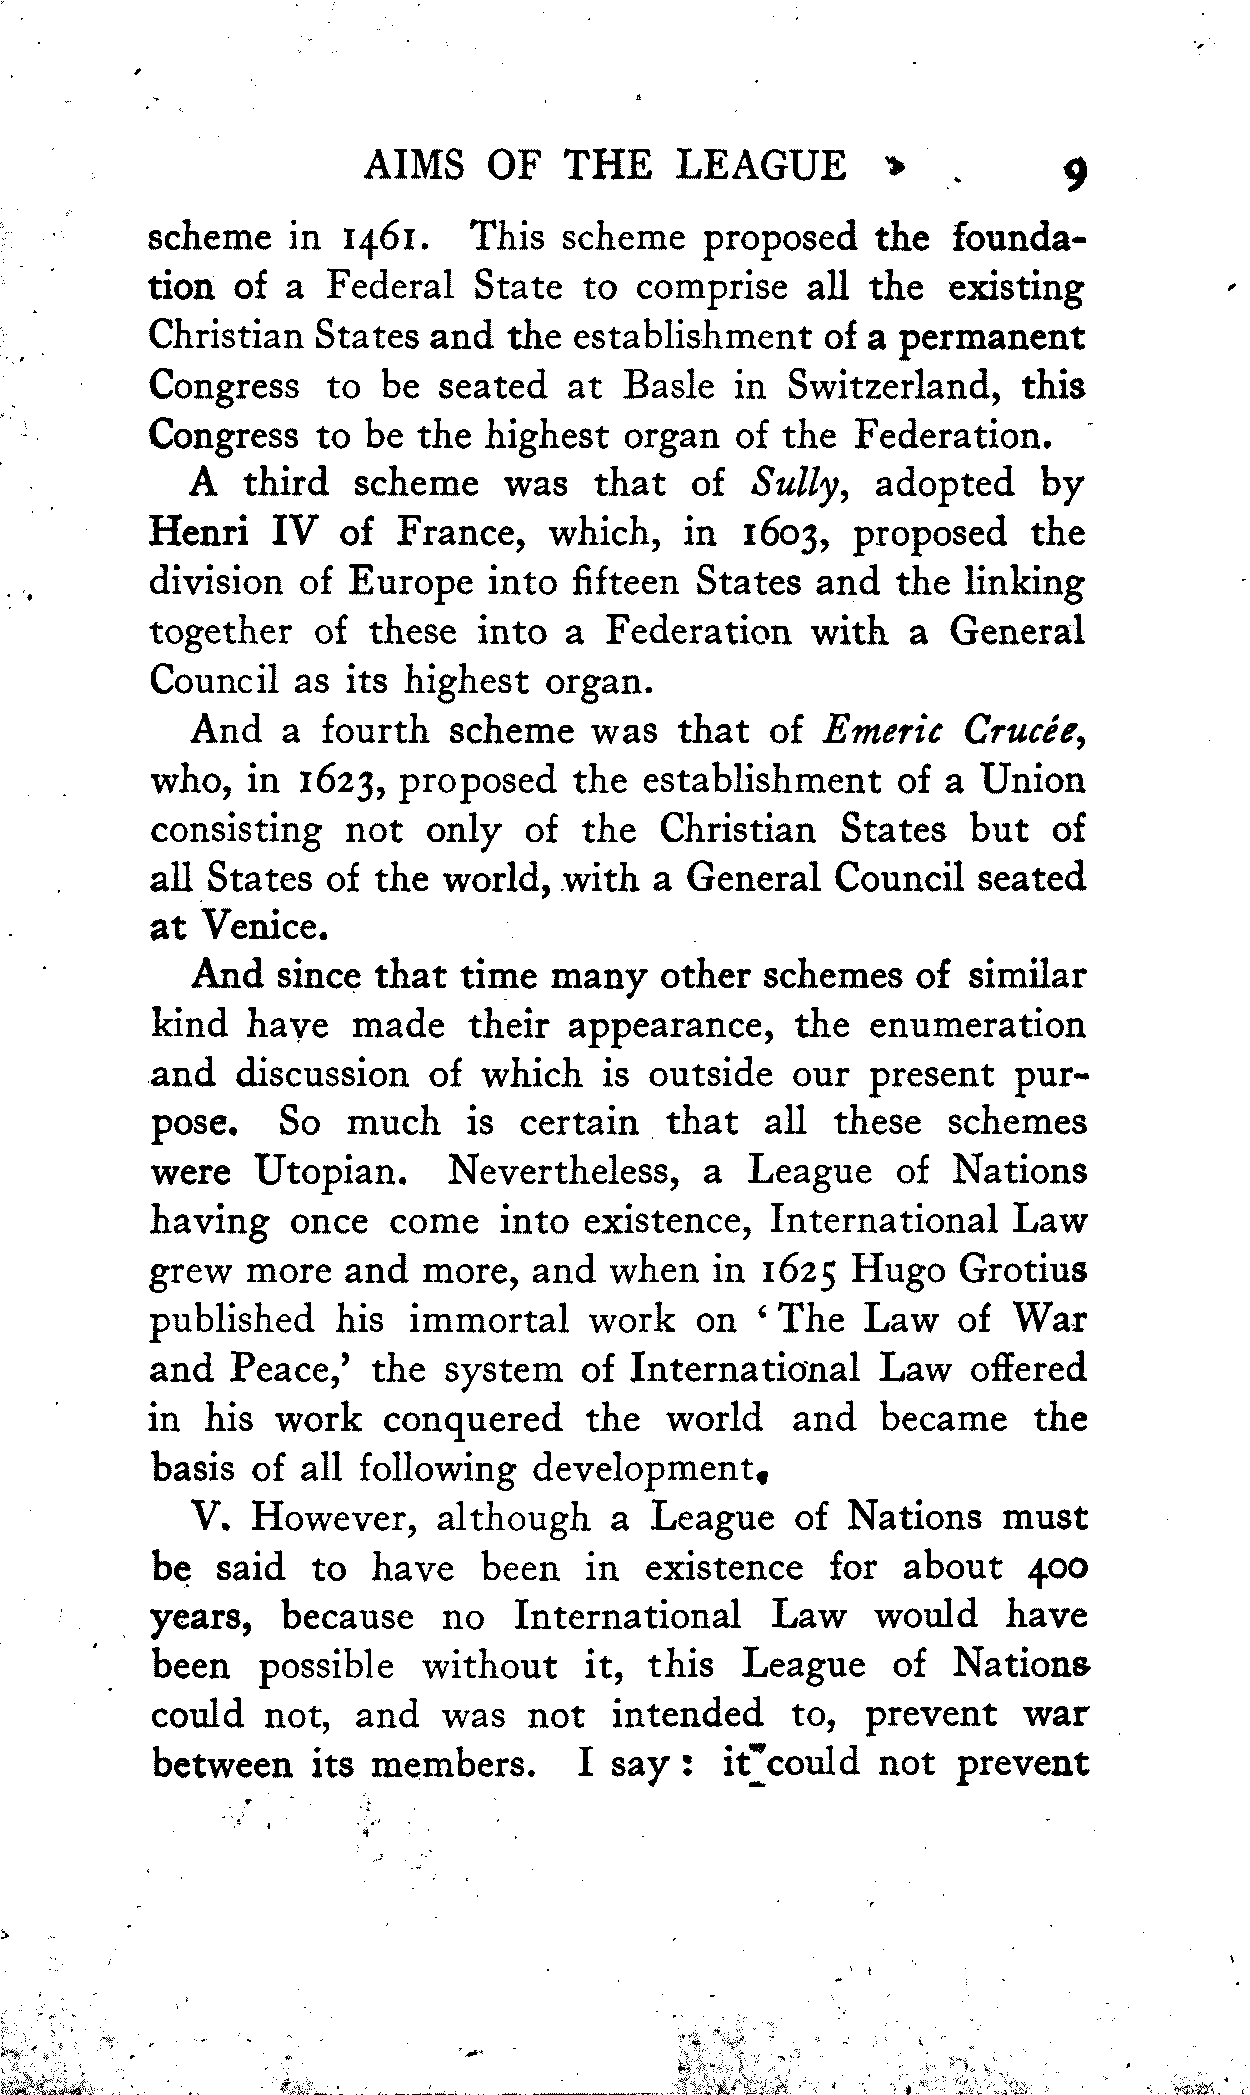 AIMS OF THE LEAGUE 9
scheme in 1461. This scheme proposed the founda-
tion of a Federal State to comprise all the existing
Christian States and the establishment of a permanent
Congress to be seated at Basle in Switzerland, this
Congress to be the highest organ of the Federation.
A third scheme was that of Sully, adopted by
Henri IV of France, which, in 1603, proposed the
division of Europe into fifteen States and the linking
together of these into a Federation with a General
Council as its highest organ.
And a fourth scheme was that of Emeric Crucée,
who, in 1623, proposed the establishment of a Union
consisting not only of the Christian States but of
all States of the world, with a General Council seated
at Venice.
And since that time many other schemes of similar
kind have made their appearance, the enumeration
and discussion of which is outside our present pur-
pose. So much is certain that all these schemes
were Utopian. Nevertheless, a League of Nations
having once come into existence, International Law
grew more and more, and when in 1625 Hugo Grotius
published his immortal work on ‘The Law of War
and Peace,’ the system of International Law offered
in his work conquered the world and became the
basis of all following development.
V. However, although a League of Nations must
be said to have been in existence for about 400
years, because no International Law would have
been possible without it, this League of Nations
could not, and was not intended to, prevent war
between its members. I say: it could not prevent